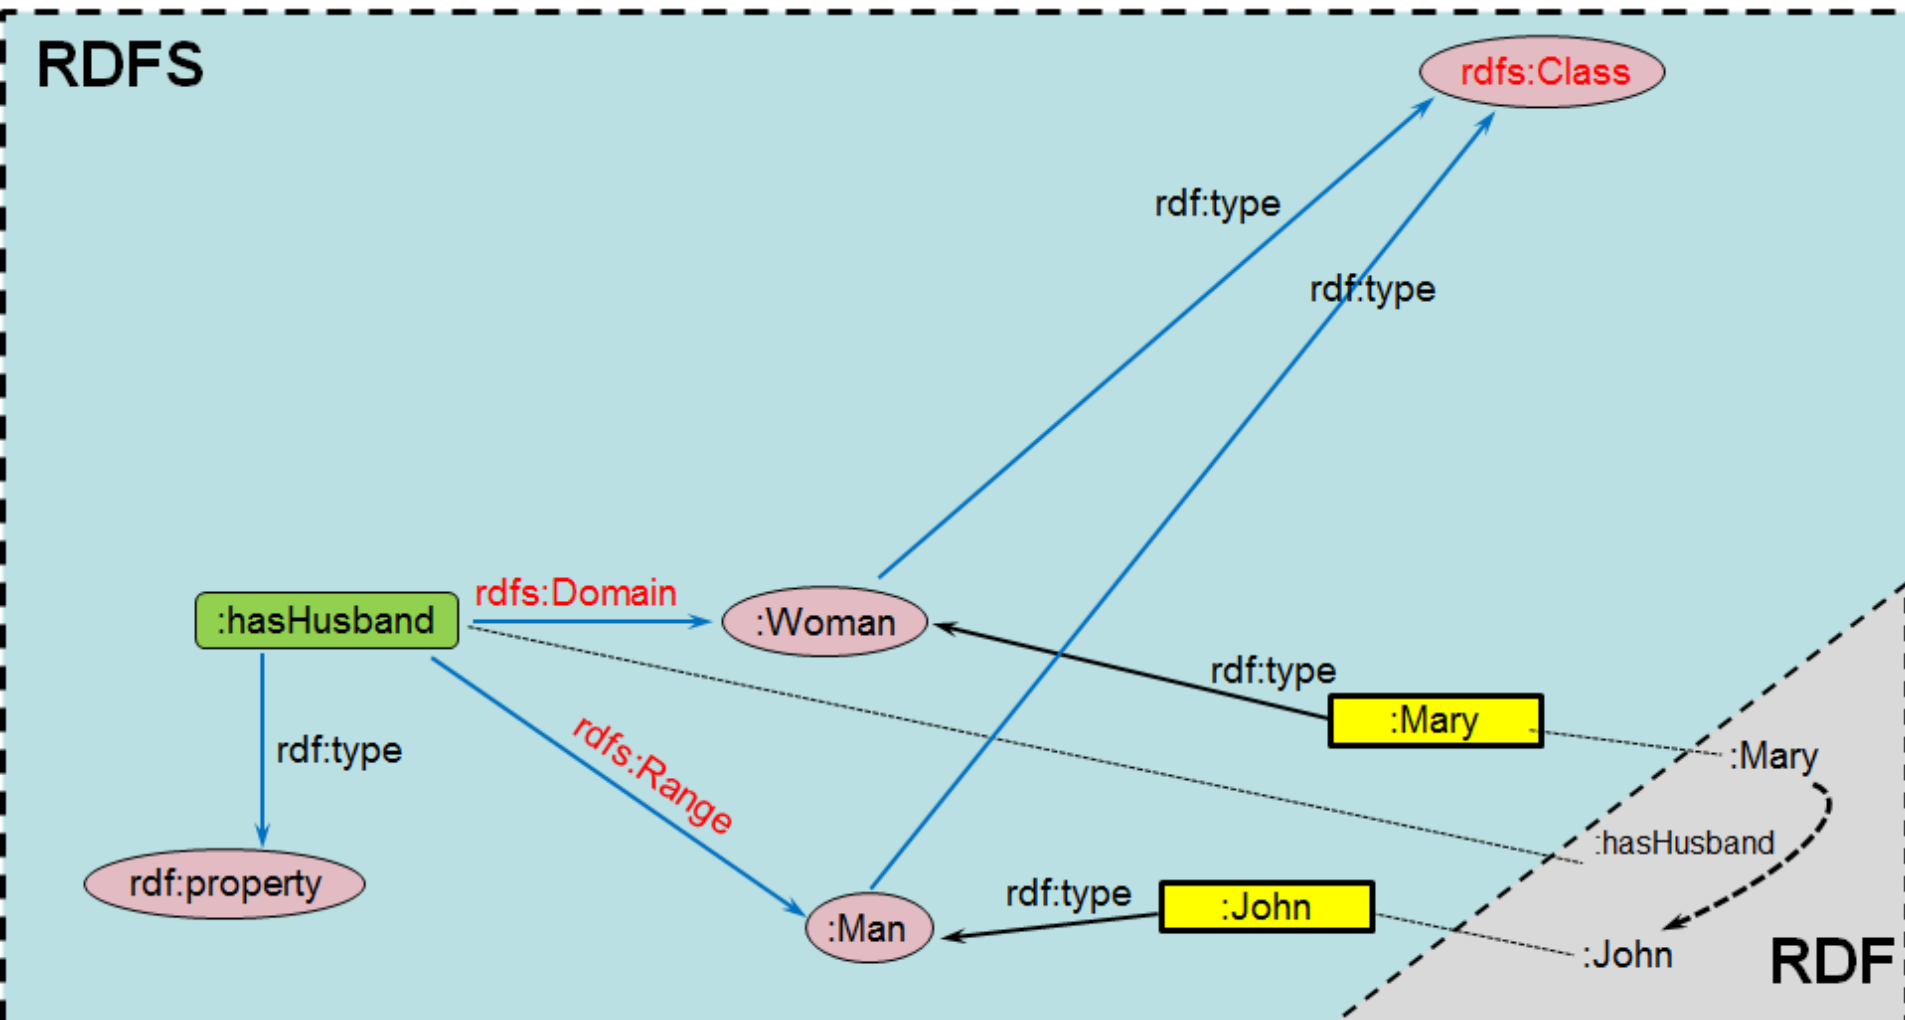 RDFS
rdfs:Class
rdf:type
rdf:type
rdfs:Domain
:hasHusband
:Woman
rdf:type
:Mary
rdf:type
rdfs:Range
:Mary
:hasHusband
rdf:property
rdf:type
:John
:Man
:John
RDF